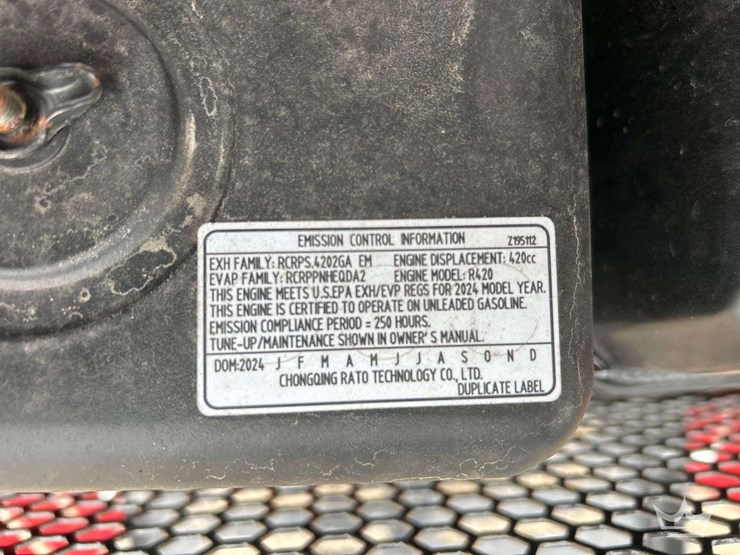 EMISSION CONTROL INFORMATION Z195112
EXH FAMILY: RCRPS.4202GA EM ENGINE DISPLACEMENT: 420cc
EVAP FAMILY: RCRPPNHEQDA2 ENGINE MODEL: R420
THIS ENGINE MEETS U.S.EPA EXH/EVP REGS FOR 2024 MODEL YEAR.
THIS ENGINE IS CERTIFIED TO OPERATE ON UNLEADED GASOLINE.
EMISSION COMPLIANCE PERIOD = 250 HOURS.
TUNE-UP/MAINTENANCE SHOWN IN OWNER'S MANUAL.
DOM:2024 J F M A M J J A S O N D
CHONGQING RATO TECHNOLOGY CO., LTD.
DUPLICATE LABEL